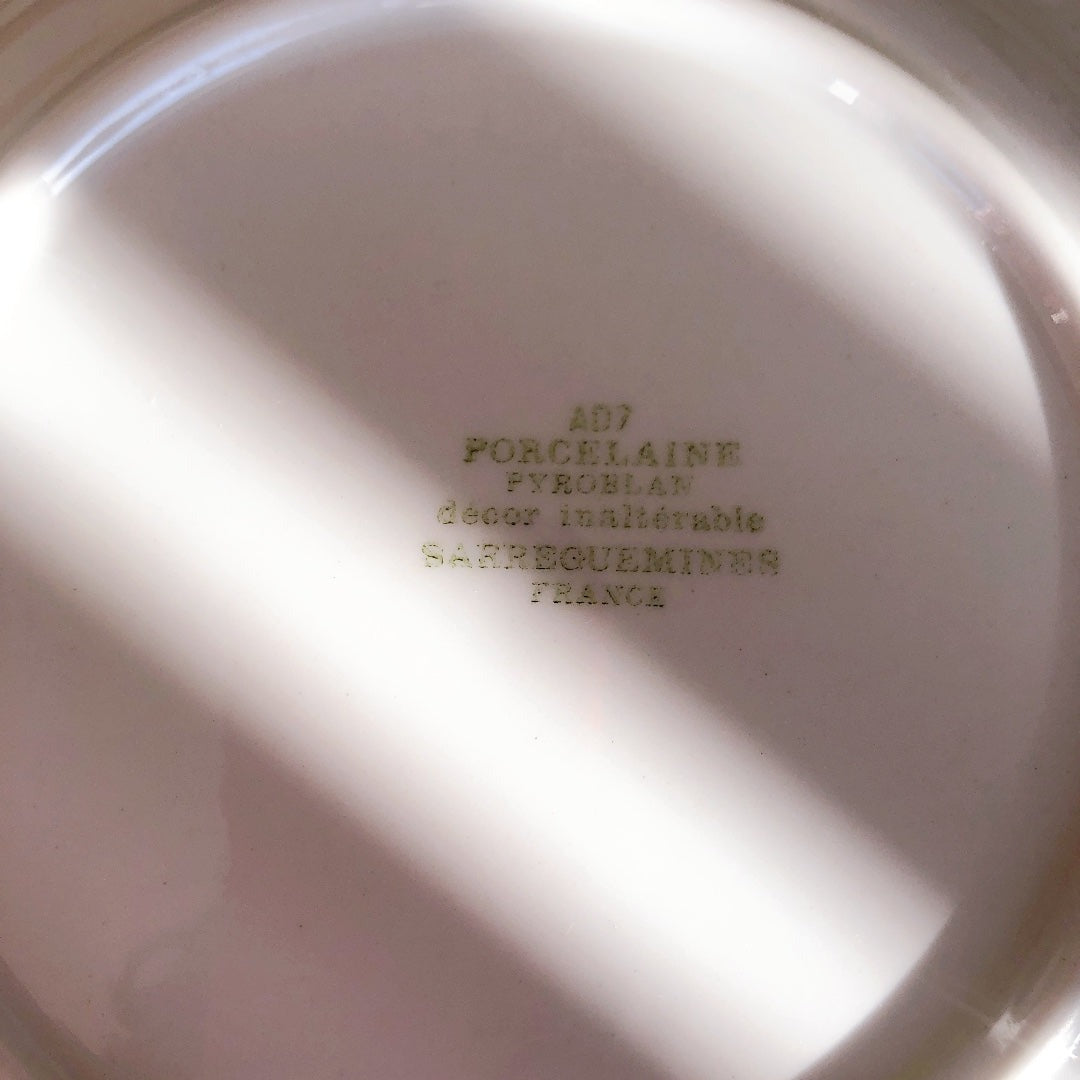 AD7
PORCELAINE
PYROBLAN
décor inaltérable
SARREGUEMINES
FRANCE